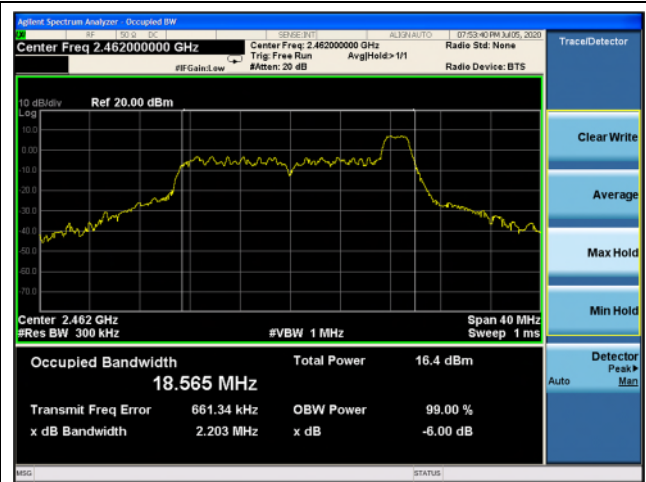 Agilent Spectrum Analyzer - Occupied BW
RF 50 Ω DC SENSE:INT ALIGN AUTO 07:53:40 PM Jul 05, 2020
Center Freq 2.462000000 GHz Center Freq: 2.462000000 GHz Radio Std: None
Trig: Free Run Avg|Hold:>1/1
#IFGain:Low #Atten: 20 dB Radio Device: BTS
10 dB/div Ref 20.00 dBm
Log
10.0
0.00
-10.0
-20.0
-30.0
-40.0
-50.0
-60.0
-70.0
Center 2.462 GHz Span 40 MHz
#Res BW 300 kHz #VBW 1 MHz Sweep 1 ms
Occupied Bandwidth Total Power 16.4 dBm
18.565 MHz
Transmit Freq Error 661.34 kHz OBW Power 99.00 %
x dB Bandwidth 2.203 MHz x dB -6.00 dB
MSG STATUS
Trace/Detector
Clear Write
Average
Max Hold
Min Hold
Detector
Peak▶
Auto Man